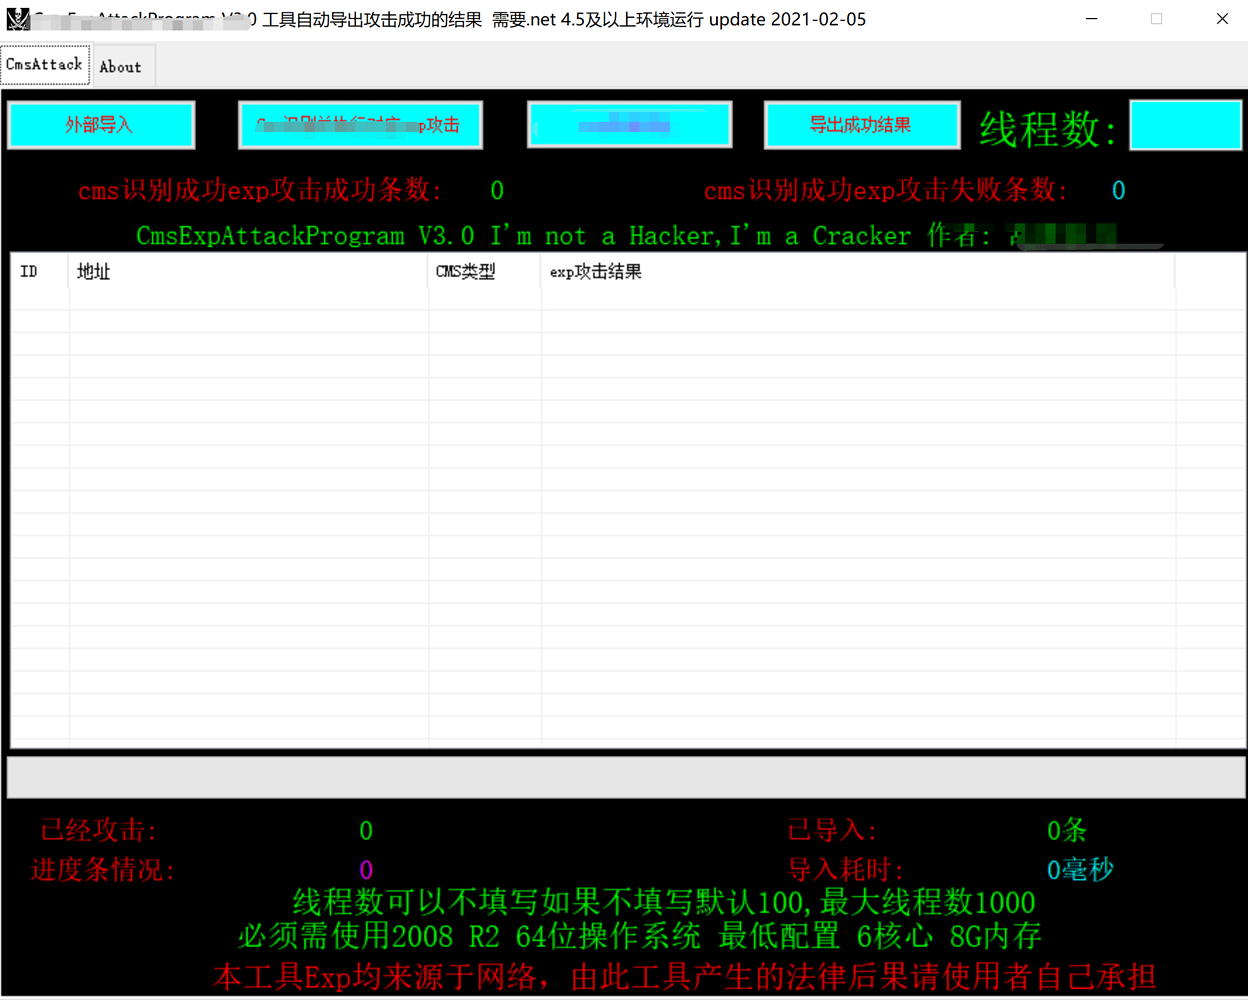 工具自动导出攻击成功的结果 需要.net 4.5及以上环境运行 update 2021-02-05
CmsAttack About
外部导入 攻击 导出成功结果 线程数:
cms识别成功exp攻击成功条数: 0 cms识别成功exp攻击失败条数: 0
CmsExpAttackProgram V3.0 I'm not a Hacker,I'm a Cracker 作者:
ID 地址 CMS类型 exp攻击结果
已经攻击: 0 已导入: 0条
进度条情况: 0 导入耗时: 0毫秒
线程数可以不填写如果不填写默认100,最大线程数1000
必须需使用2008 R2 64位操作系统 最低配置 6核心 8G内存
本工具Exp均来源于网络，由此工具产生的法律后果请使用者自己承担